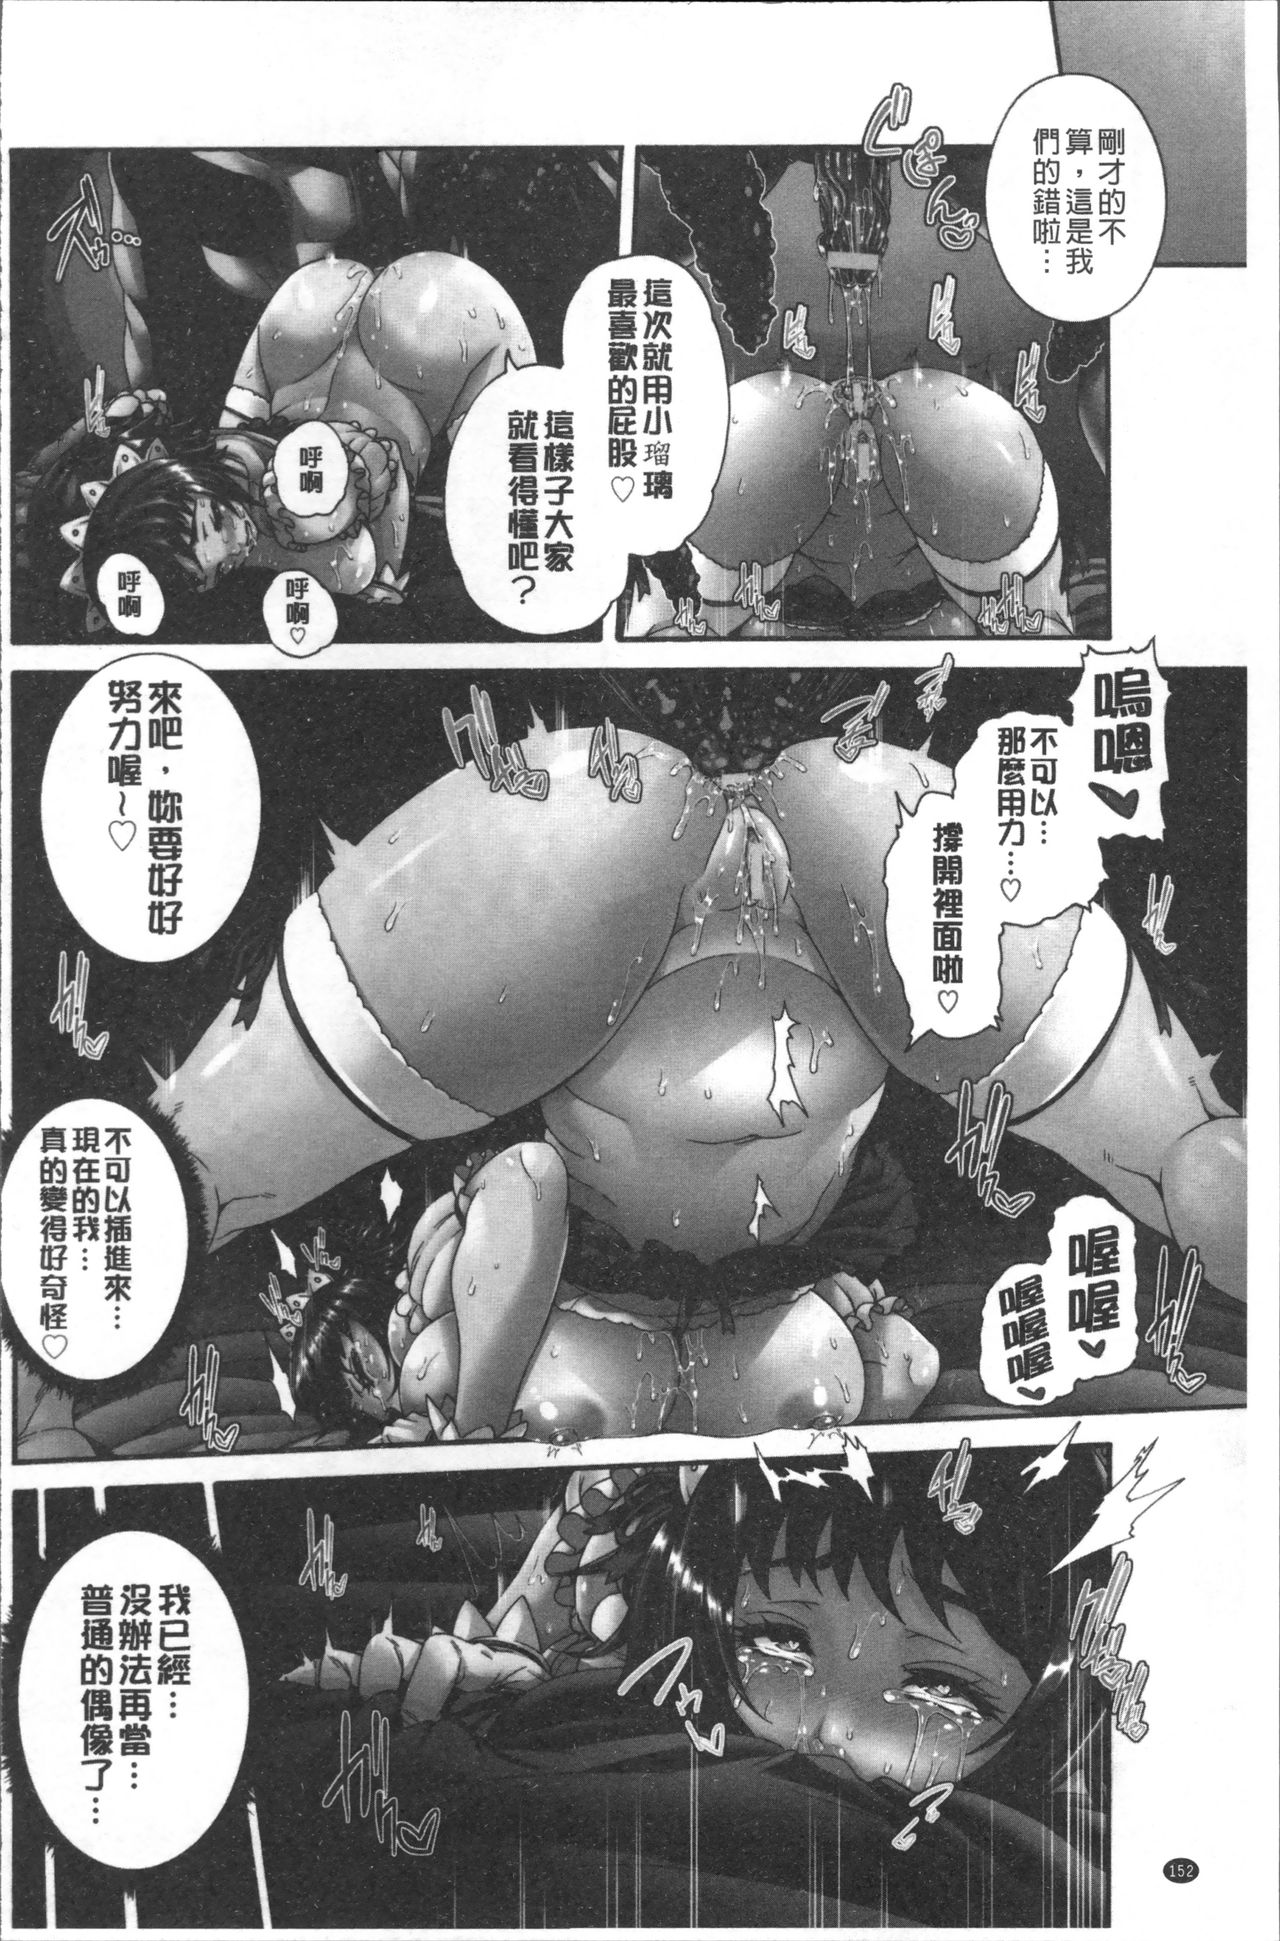 剛才的不
算，這是我
們的錯啦…
這次就用小瑠璃
最喜歡的屁股♡
這樣子大家
就看得懂吧？
呼啊
呼啊♡
呼啊
嗚嗯♥
不可以…
那麼用力…♡
撐開裡面啦♡
來吧，妳要好好
努力喔~♡
喔喔♥
喔喔喔♥
不可以插進來…
現在的我…
真的變得好奇怪♡
我已經…
沒辦法再當…
普通的偶像了…
152